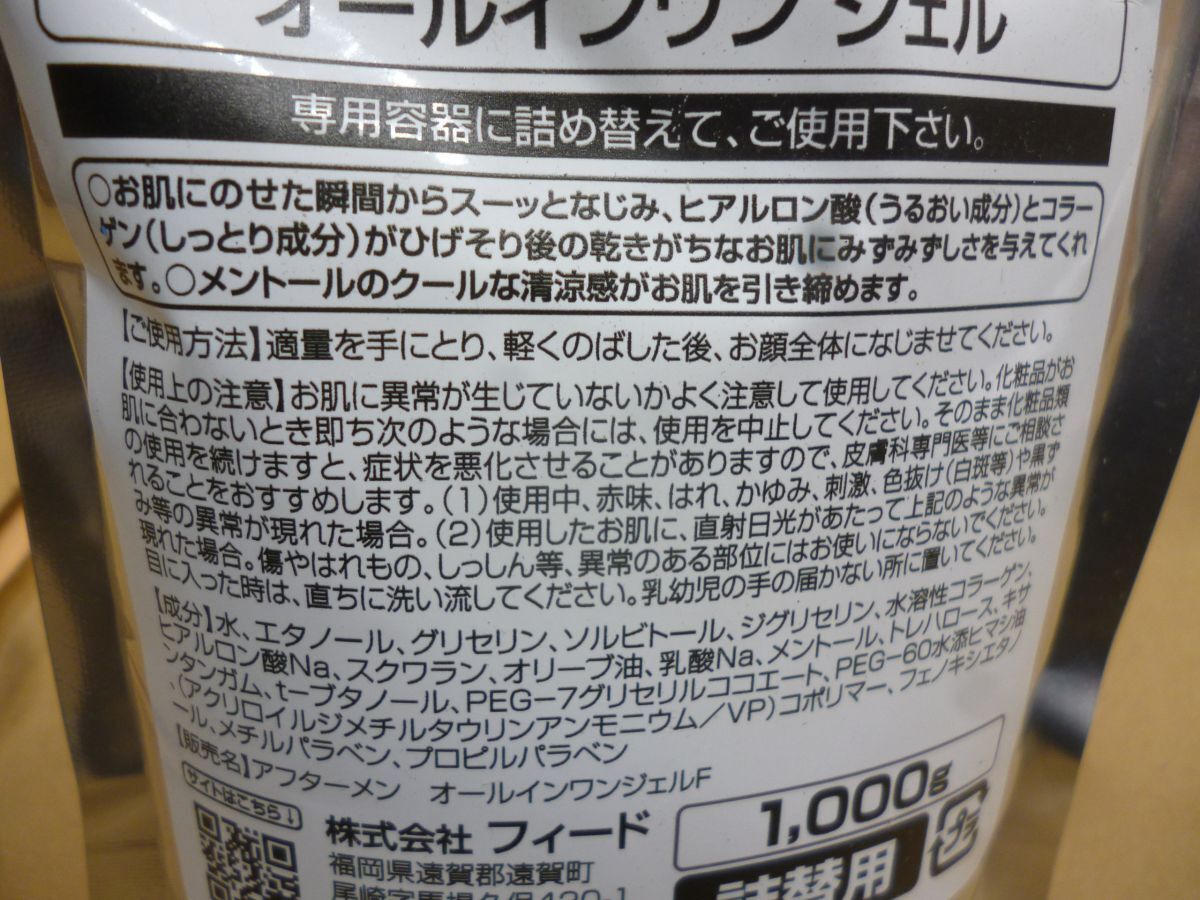 オールインワンジェル
専用容器に詰め替えて、ご使用下さい。
○お肌にのせた瞬間からスーッとなじみ、ヒアルロン酸(うるおい成分)とコラー
ゲン(しっとり成分)がひげそり後の乾きがちなお肌にみずみずしさを与えてくれ
ます。○メントールのクールな清涼感がお肌を引き締めます。
【ご使用方法】適量を手にとり、軽くのばした後、お顔全体になじませてください。
【使用上の注意】お肌に異常が生じていないかよく注意して使用してください。化粧品がお
肌に合わないとき即ち次のような場合には、使用を中止してください。そのまま化粧品類
の使用を続けますと、症状を悪化させることがありますので、皮膚科専門医等にご相談さ
れることをおすすめします。(1)使用中、赤味、はれ、かゆみ、刺激、色抜け(白斑等)や黒ず
み等の異常が現れた場合。(2)使用したお肌に、直射日光があたって上記のような異常が
現れた場合。傷やはれもの、しっしん等、異常のある部位にはお使いにならないでください。
目に入った時は、直ちに洗い流してください。乳幼児の手の届かない所に置いてください。
【成分】水、エタノール、グリセリン、ソルビトール、ジグリセリン、水溶性コラーゲン、
ヒアルロン酸Na、スクワラン、オリーブ油、乳酸Na、メントール、トレハロース、キサ
ンタンガム、t-ブタノール、PEG-7グリセリルココエート、PEG-60水添ヒマシ油
(アクリロイルジメチルタウリンアンモニウム/VP)コポリマー、フェノキシエタノ
ール、メチルパラベン、プロピルパラベン
【販売名】アフターメン オールインワンジェルF
サイトはこちら↓
株式会社 フィード
福岡県遠賀郡遠賀町
尾崎字馬場久保420-1
1,000g
詰替用
プラ